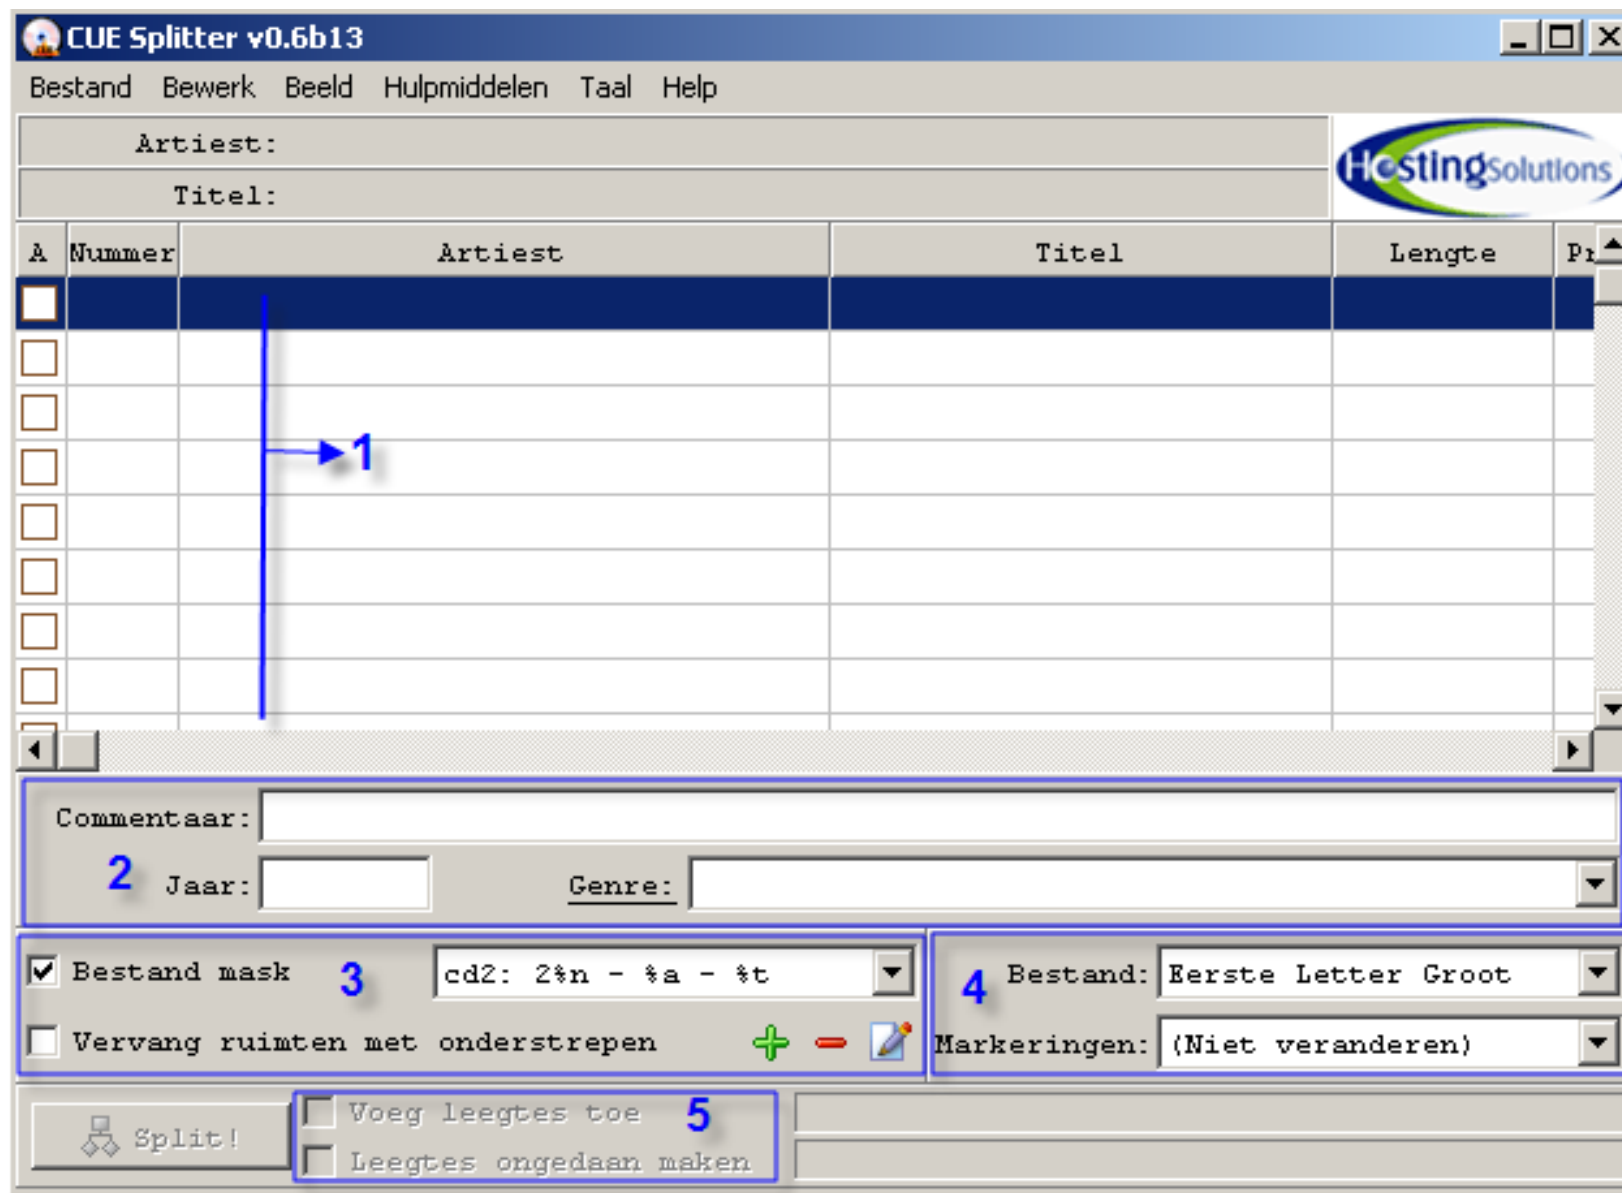 CUE Splitter v0.6b13
Bestand Bewerk Beeld Hulpmiddelen Taal Help
Artiest:
HostingSolutions
Titel:
A Nummer Artiest Titel Lengte
1
Commentaar:
2 Jaar: Genre:
Bestand mask 3 cd2: 2%n - %a - %t
4 Bestand: Eerste Letter Groot
Vervang ruimten met onderstrepen
Markeringen: (Niet veranderen)
Split!
Voeg leegtes toe 5
Leegtes ongedaan maken